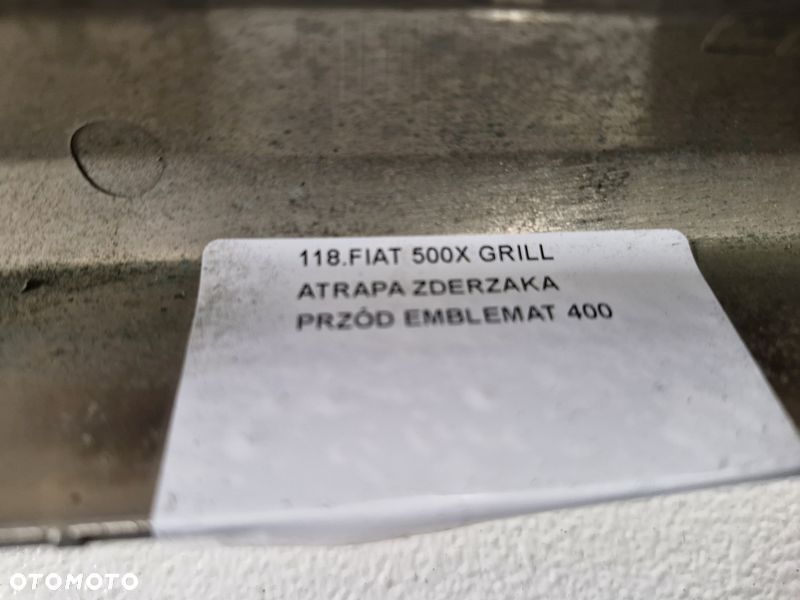 118.FIAT 500X GRILL
ATRAPA ZDERZAKA
PRZÓD EMBLEMAT 400
OTOMOTO